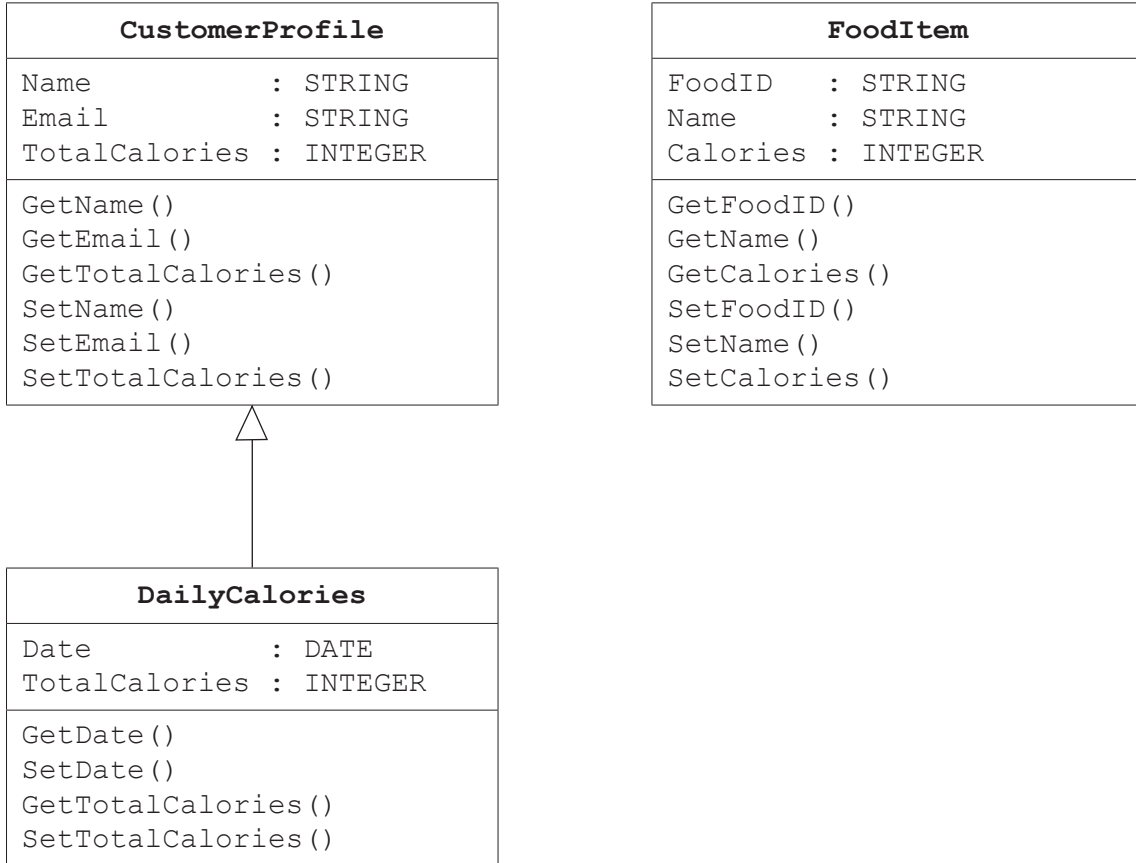 CustomerProfile
Name : STRING
Email : STRING
TotalCalories : INTEGER
GetName()
GetEmail()
GetTotalCalories()
SetName()
SetEmail()
SetTotalCalories()
FoodItem
FoodID : STRING
Name : STRING
Calories : INTEGER
GetFoodID()
GetName()
GetCalories()
SetFoodID()
SetName()
SetCalories()
DailyCalories
Date : DATE
TotalCalories : INTEGER
GetDate()
SetDate()
GetTotalCalories()
SetTotalCalories()